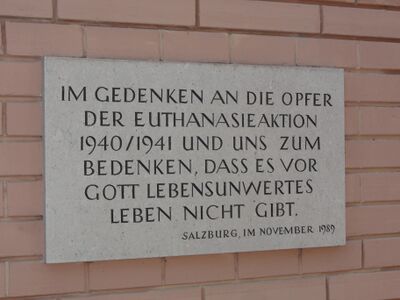 IM GEDENKEN AN DIE OPFER
DER EUTHANASIEAKTION
1940/1941 UND UNS ZUM
BEDENKEN, DASS ES VOR
GOTT LEBENSUNWERTES
LEBEN NICHT GIBT.
SALZBURG, IM NOVEMBER 1989